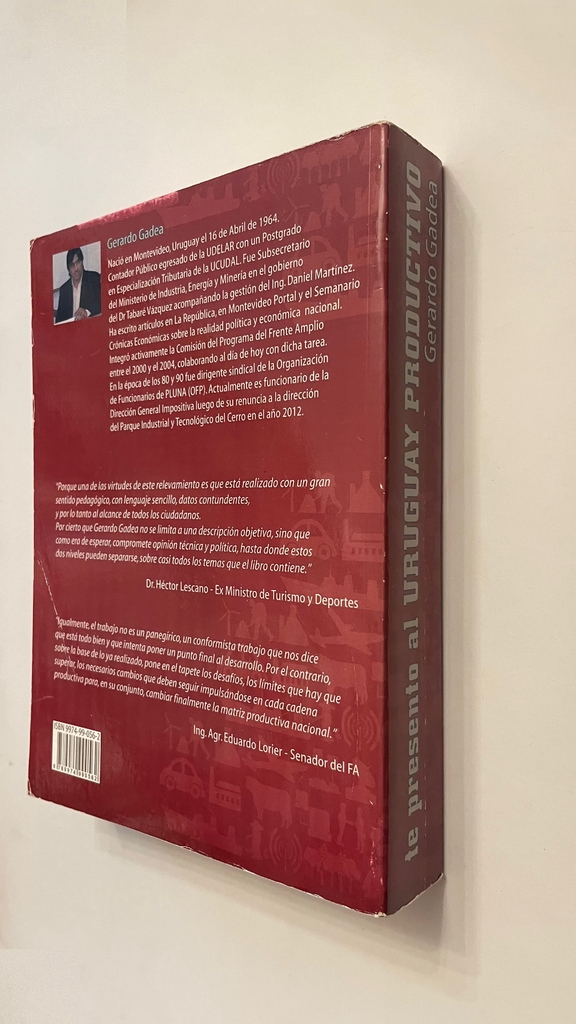 Gerardo Gadea
Nació en Montevideo, Uruguay el 16 de Abril de 1964.
Contador Público egresado de la UDELAR con un Postgrado
en Especialización Tributaria de la UCUDAL. Fue Subsecretario
del Ministerio de Industria, Energía y Minería en el gobierno
del Dr Tabaré Vázquez acompañando la gestión del Ing. Daniel Martínez.
Ha escrito artículos en La República, en Montevideo Portal y el Semanario
Crónicas Económicas sobre la realidad política y económica nacional.
Integró activamente la Comisión del Programa del Frente Amplio
entre el 2000 y el 2004, colaborando al día de hoy con dicha tarea.
En la época de los 80 y 90 fue dirigente sindical de la Organización
de Funcionarios de PLUNA (OFP). Actualmente es funcionario de la
Dirección General Impositiva luego de su renuncia a la dirección
del Parque Industrial y Tecnológico del Cerro en el año 2012.
"Porque una de las virtudes de este relevamiento es que está realizado con un gran
sentido pedagógico, con lenguaje sencillo, datos contundentes,
y por lo tanto al alcance de todos los ciudadanos.
Por cierto que Gerardo Gadea no se limita a una descripción objetiva, sino que
como era de esperar, compromete opinión técnica y política, hasta donde estos
dos niveles pueden separarse, sobre casi todos los temas que el libro contiene."
Dr. Héctor Lescano - Ex Ministro de Turismo y Deportes
"Igualmente, el trabajo no es un panegírico, un conformista trabajo que nos dice
que está todo bien y que intenta poner un punto final al desarrollo. Por el contrario,
sobre la base de lo ya realizado, pone en el tapete los desafíos, los límites que hay que
superar, los necesarios cambios que deben seguir impulsándose en cada cadena
productiva para, en su conjunto, cambiar finalmente la matriz productiva nacional."
Ing. Agr. Eduardo Lorier - Senador del FA
ISBN 9974-99-056-2
te presento al URUGUAY PRODUCTIVO
Gerardo Gadea